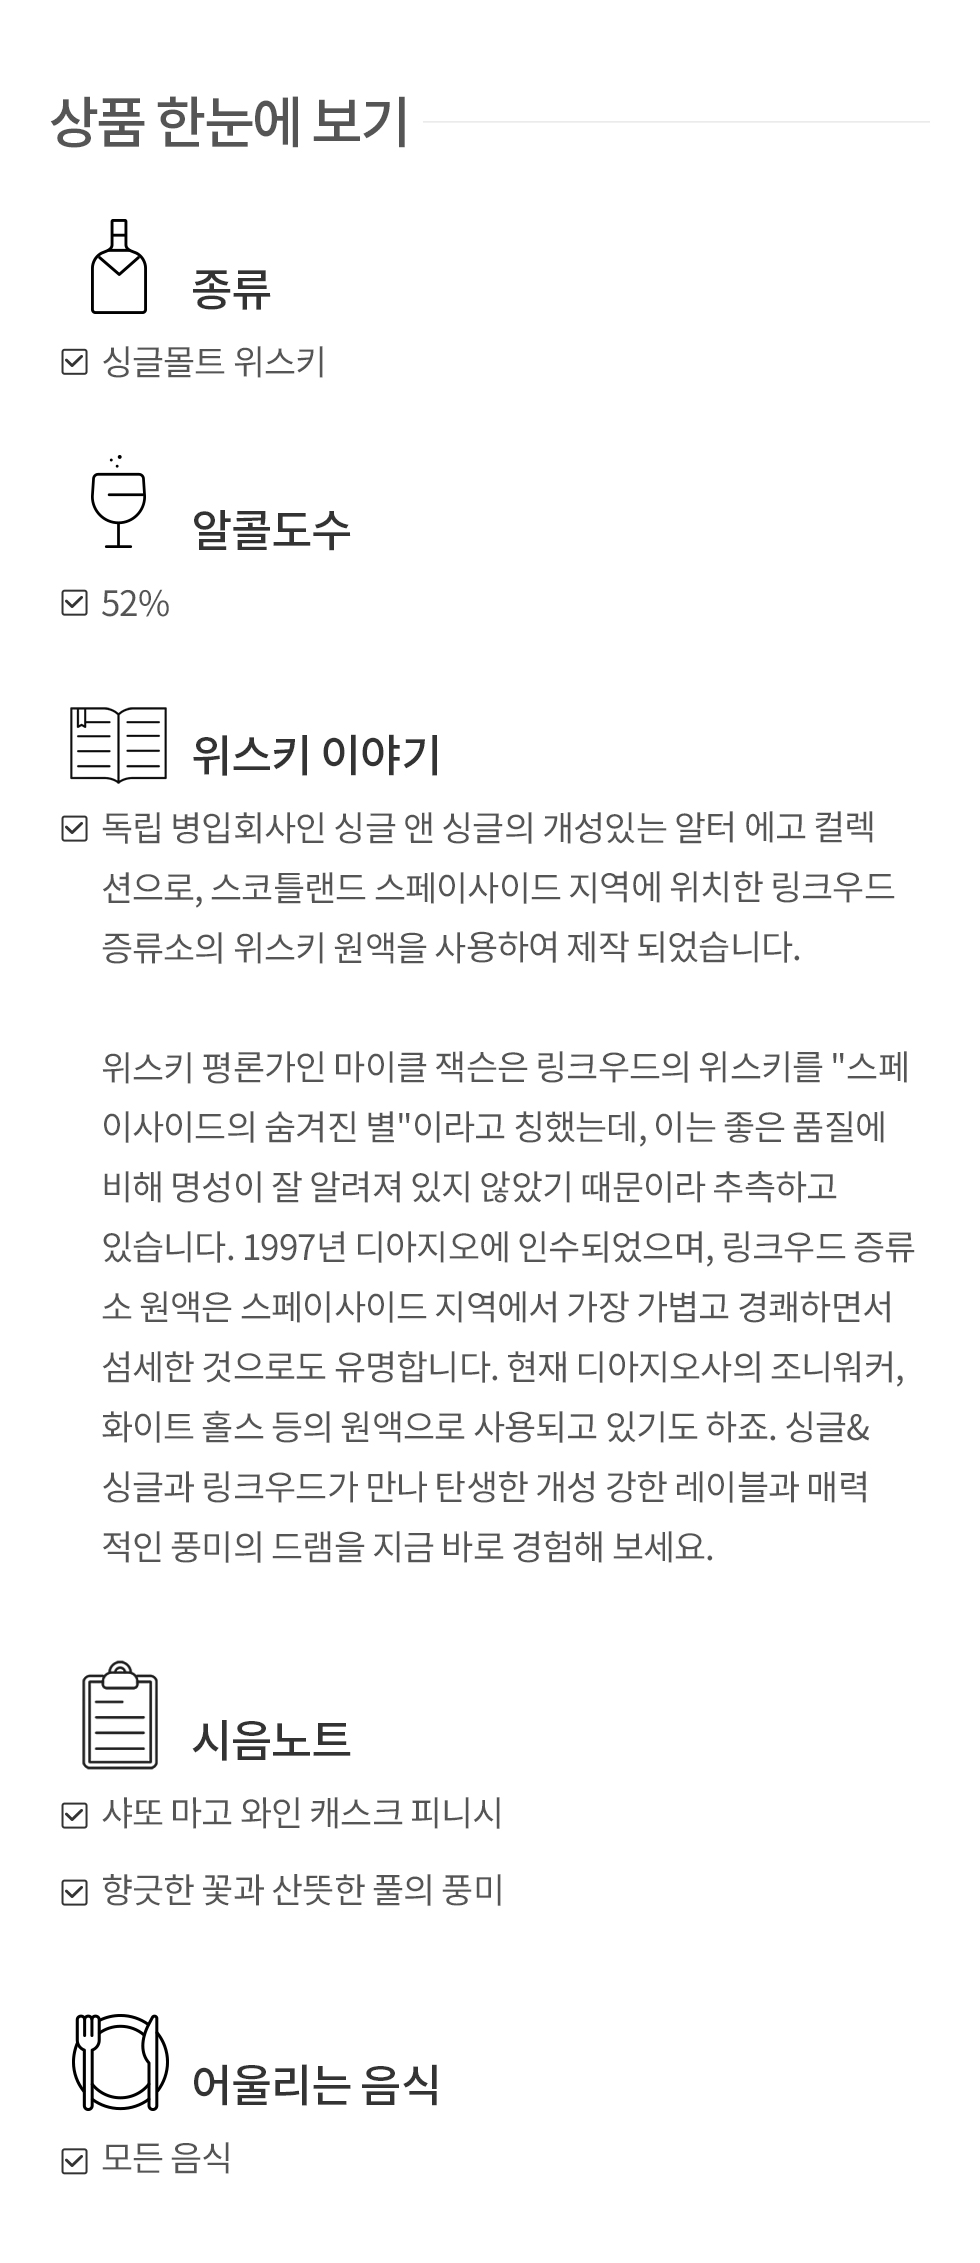 상품 한눈에 보기
종류
싱글몰트 위스키
알콜도수
52%
위스키 이야기
독립 병입회사인 싱글 앤 싱글의 개성있는 알터 에고 컬렉
션으로, 스코틀랜드 스페이사이드 지역에 위치한 링크우드
증류소의 위스키 원액을 사용하여 제작 되었습니다.
위스키 평론가인 마이클 잭슨은 링크우드의 위스키를 "스페
이사이드의 숨겨진 별"이라고 칭했는데, 이는 좋은 품질에
비해 명성이 잘 알려져 있지 않았기 때문이라 추측하고
있습니다. 1997년 디아지오에 인수되었으며, 링크우드 증류
소 원액은 스페이사이드 지역에서 가장 가볍고 경쾌하면서
섬세한 것으로도 유명합니다. 현재 디아지오사의 조니워커,
화이트 홀스 등의 원액으로 사용되고 있기도 하죠. 싱글&
싱글과 링크우드가 만나 탄생한 개성 강한 레이블과 매력
적인 풍미의 드램을 지금 바로 경험해 보세요.
시음노트
샤또 마고 와인 캐스크 피니시
향긋한 꽃과 산뜻한 풀의 풍미
어울리는 음식
모든 음식